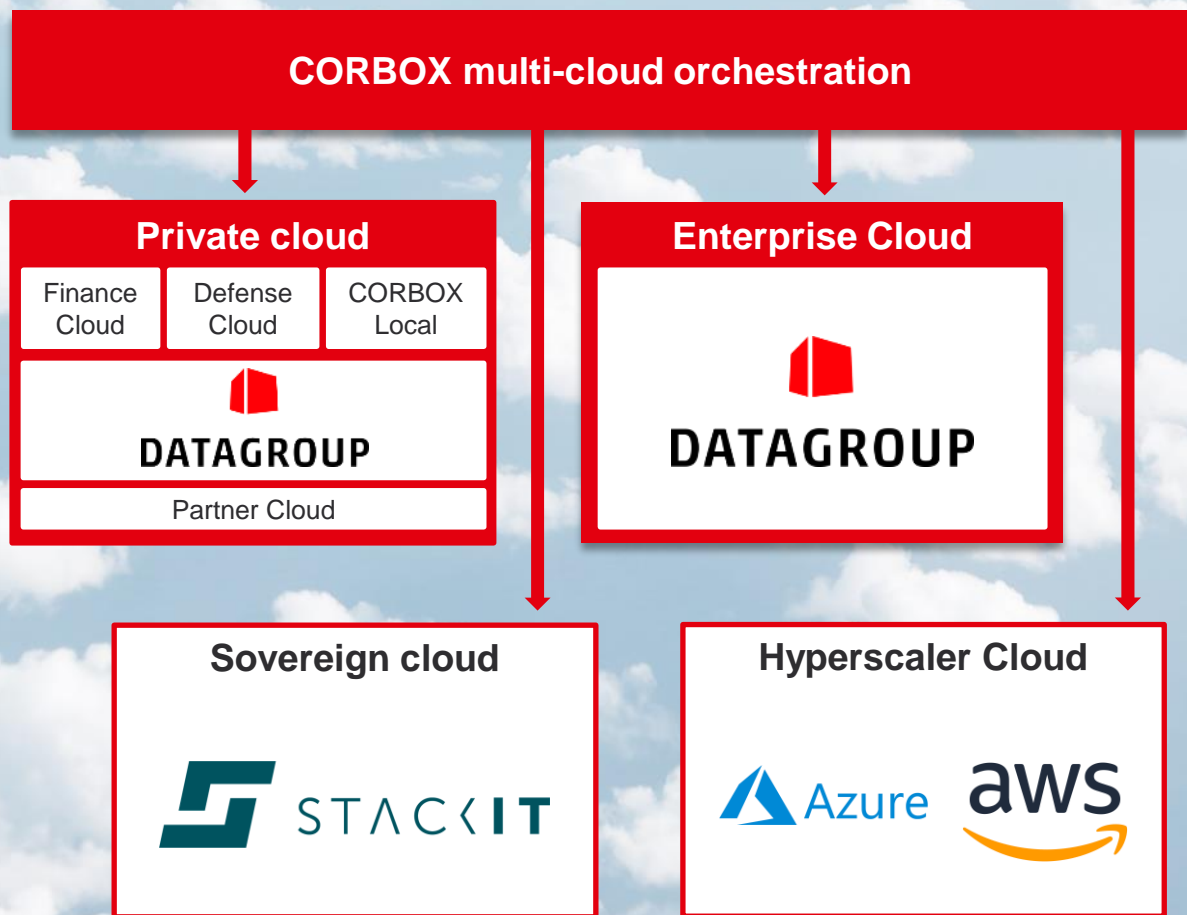 CORBOX multi-cloud orchestration
Private cloud
Finance
Cloud
Defense
Cloud
CORBOX
Local
DATAGROUP
Partner Cloud
Enterprise Cloud
DATAGROUP
Sovereign cloud
STACKIT
Hyperscaler Cloud
Azure
aws